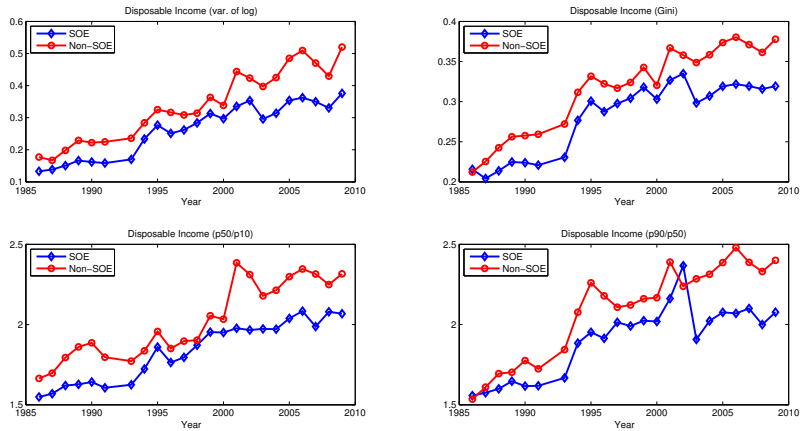 Disposable Income (var. of log)
0.6
0.5
0.4
0.3
0.2
0.1
SOE
Non−SOE
1985 1990 1995 2000 2005 2010
Year
Disposable Income (Gini)
0.4
0.35
0.3
0.25
0.2
SOE
Non−SOE
1985 1990 1995 2000 2005 2010
Year
Disposable Income (p50/p10)
2.5
2
1.5
SOE
Non−SOE
1985 1990 1995 2000 2005 2010
Year
Disposable Income (p90/p50)
2.5
2
1.5
SOE
Non−SOE
1985 1990 1995 2000 2005 2010
Year